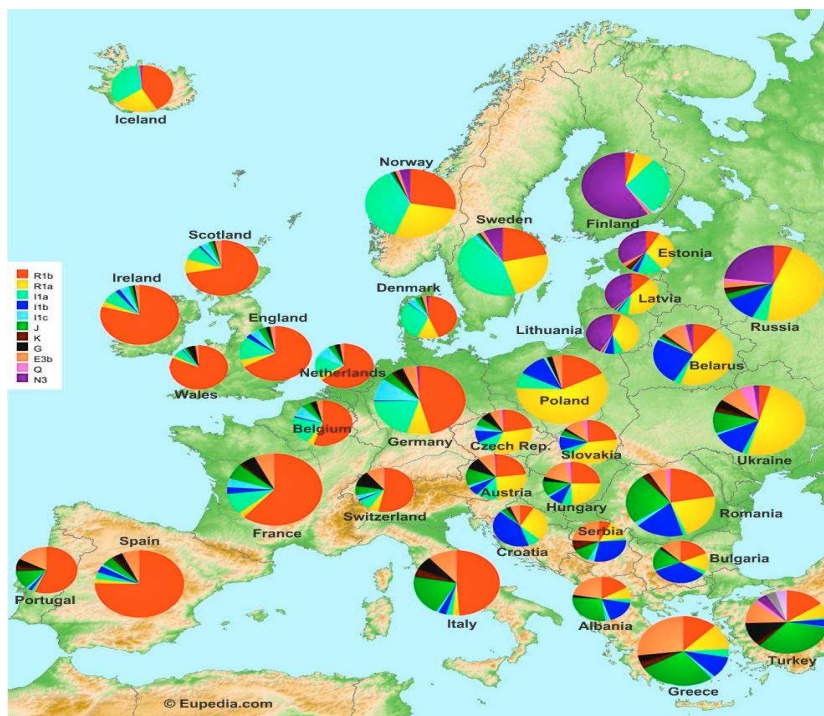 Iceland
Norway
Sweden
Finland
Scotland
Estonia
Ireland
Denmark
Latvia
Russia
England
Lithuania
Belarus
Netherlands
Wales
Poland
Belgium
Germany
Czech Rep.
Slovakia
Ukraine
Austria
Hungary
France
Switzerland
Romania
Spain
Croatia
Serbia
Bulgaria
Portugal
Italy
Albania
Turkey
Greece
R1b
R1a
I1a
I1b
I1c
J
K
G
E3b
Q
N3
© Eupedia.com